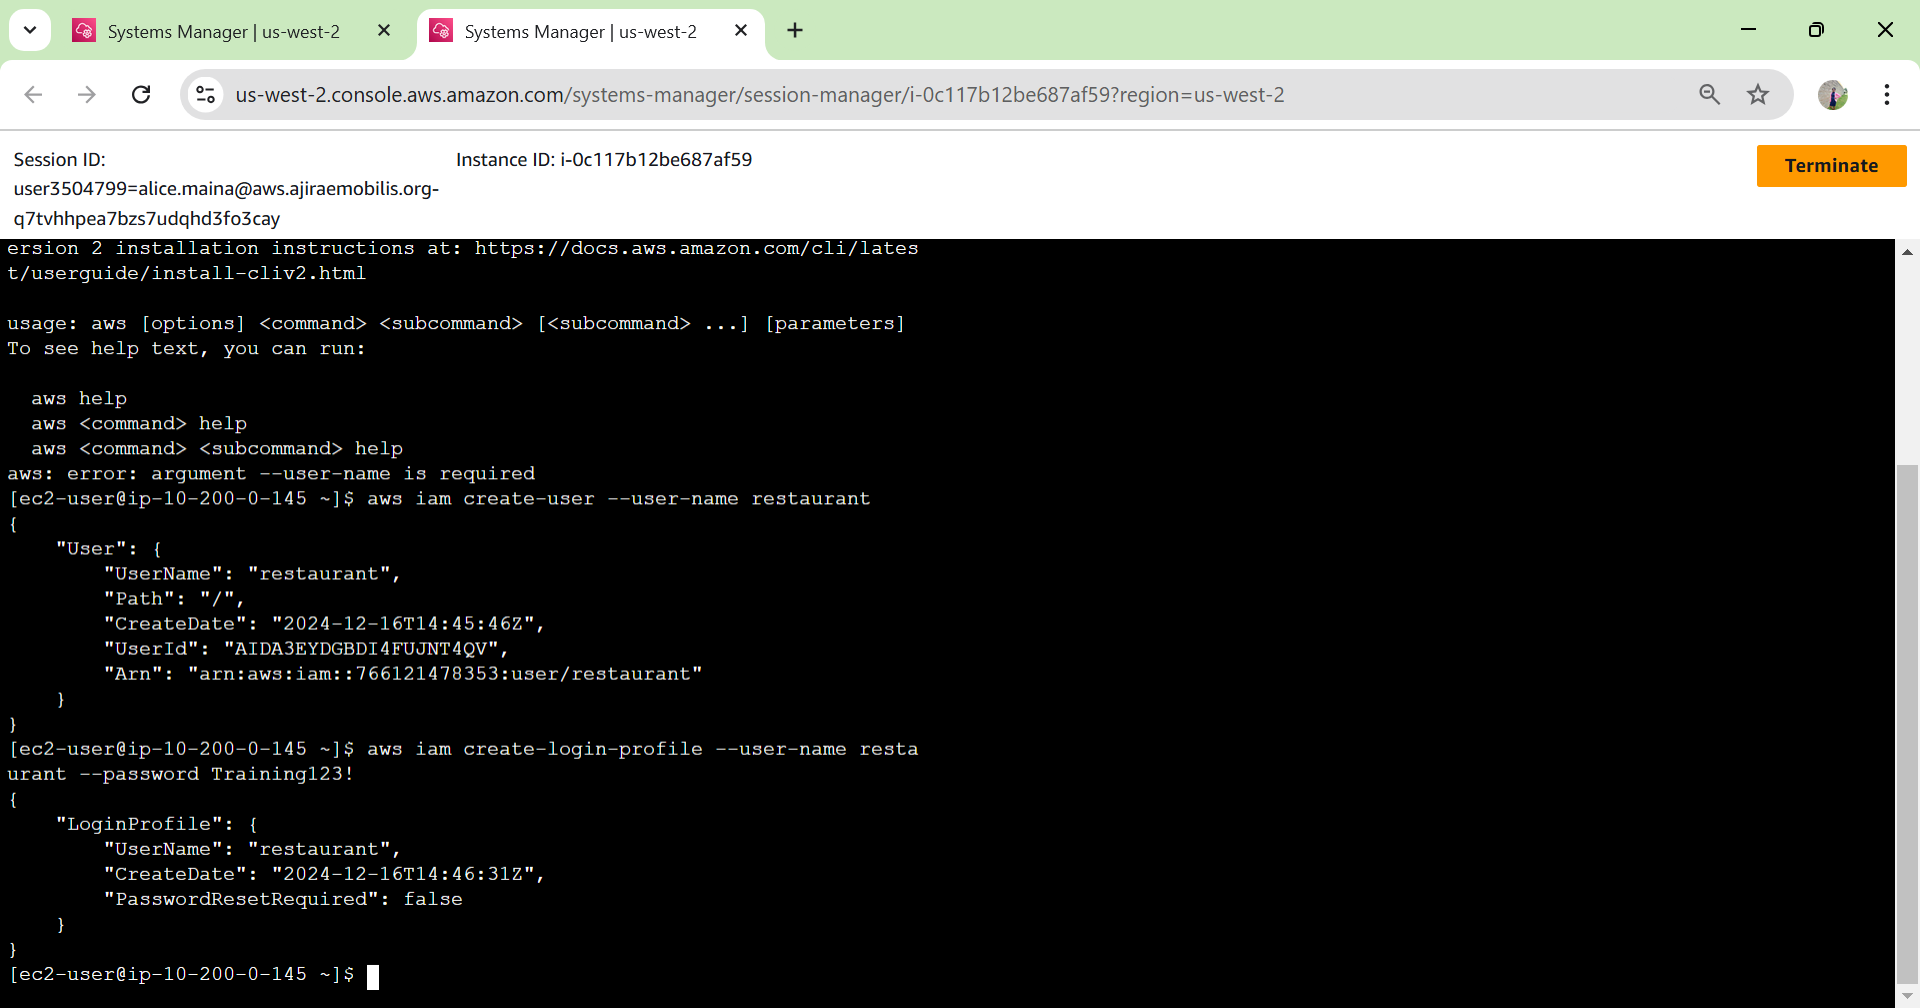 Systems Manager | us-west-2
Systems Manager | us-west-2
us-west-2.console.aws.amazon.com/systems-manager/session-manager/i-0c117b12be687af59?region=us-west-2
Session ID:
user3504799=alice.maina@aws.ajiraemobilis.org-
q7tvhhpea7bzs7udqhd3fo3cay
Instance ID: i-0c117b12be687af59
Terminate
ersion 2 installation instructions at: https://docs.aws.amazon.com/cli/lates
t/userguide/install-cliv2.html
usage: aws [options] <command> <subcommand> [<subcommand> ...] [parameters]
To see help text, you can run:
  aws help
  aws <command> help
  aws <command> <subcommand> help
aws: error: argument --user-name is required
[ec2-user@ip-10-200-0-145 ~]$ aws iam create-user --user-name restaurant
{
    "User": {
        "UserName": "restaurant",
        "Path": "/",
        "CreateDate": "2024-12-16T14:45:46Z",
        "UserId": "AIDA3EYDGBDI4FUJNT4QV",
        "Arn": "arn:aws:iam::766121478353:user/restaurant"
    }
}
[ec2-user@ip-10-200-0-145 ~]$ aws iam create-login-profile --user-name resta
urant --password Training123!
{
    "LoginProfile": {
        "UserName": "restaurant",
        "CreateDate": "2024-12-16T14:46:31Z",
        "PasswordResetRequired": false
    }
}
[ec2-user@ip-10-200-0-145 ~]$